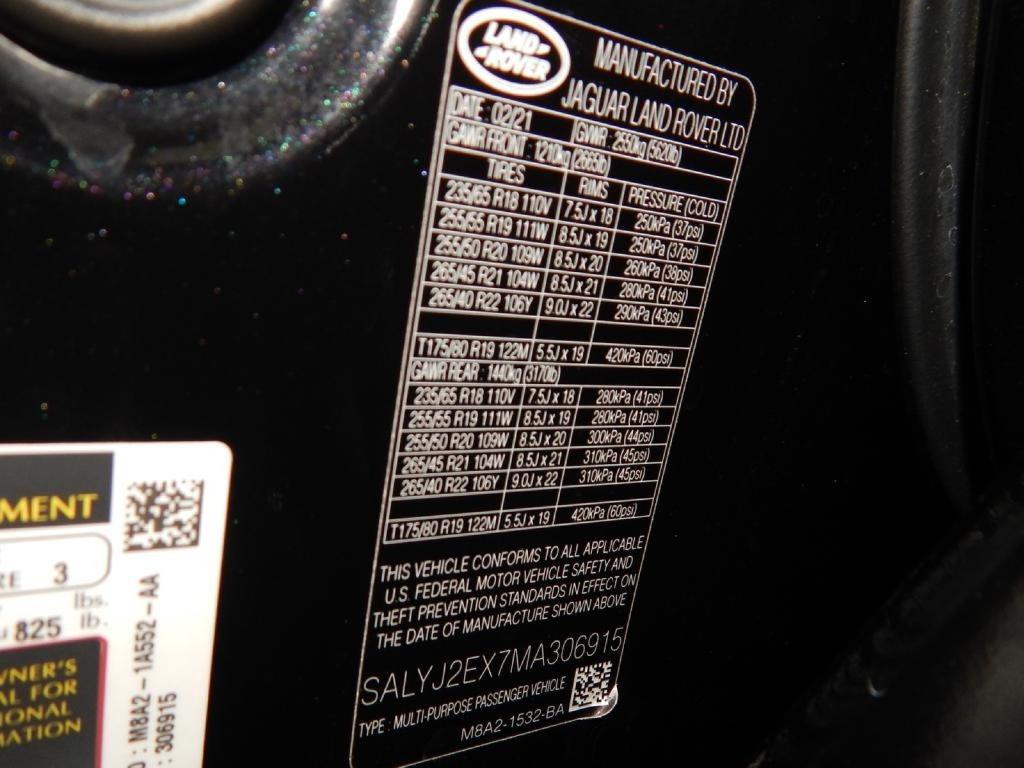 LAND ROVER
MANUFACTURED BY
JAGUAR LAND ROVER LTD
DATE : 02/21 GVWR : 2550kg (5620lb)
GAWR FRONT : 1210kg (2665lb)
TIRES RIMS PRESSURE (COLD)
235/65 R18 110V 7.5J x 18 250kPa (37psi)
255/55 R19 111W 8.5J x 19 250kPa (37psi)
255/50 R20 109W 8.5J x 20 260kPa (38psi)
265/45 R21 104W 8.5J x 21 280kPa (41psi)
265/40 R22 106Y 9.0J x 22 290kPa (43psi)
T175/80 R19 122M 5.5J x 19 420kPa (60psi)
GAWR REAR : 1440kg (3170lb)
235/65 R18 110V 7.5J x 18 280kPa (41psi)
255/55 R19 111W 8.5J x 19 280kPa (41psi)
255/50 R20 109W 8.5J x 20 300kPa (44psi)
265/45 R21 104W 8.5J x 21 310kPa (45psi)
265/40 R22 106Y 9.0J x 22 310kPa (45psi)
T175/80 R19 122M 5.5J x 19 420kPa (60psi)
THIS VEHICLE CONFORMS TO ALL APPLICABLE
U.S. FEDERAL MOTOR VEHICLE SAFETY AND
THEFT PREVENTION STANDARDS IN EFFECT ON
THE DATE OF MANUFACTURE SHOWN ABOVE
SALYJ2EX7MA306915
TYPE : MULTI-PURPOSE PASSENGER VEHICLE
M8A2-1532-BA
MENT
RE 3
lbs.
825 lb.
WNER'S
AL FOR
IONAL
MATION
: M8A2-1A552-AA
: 306915